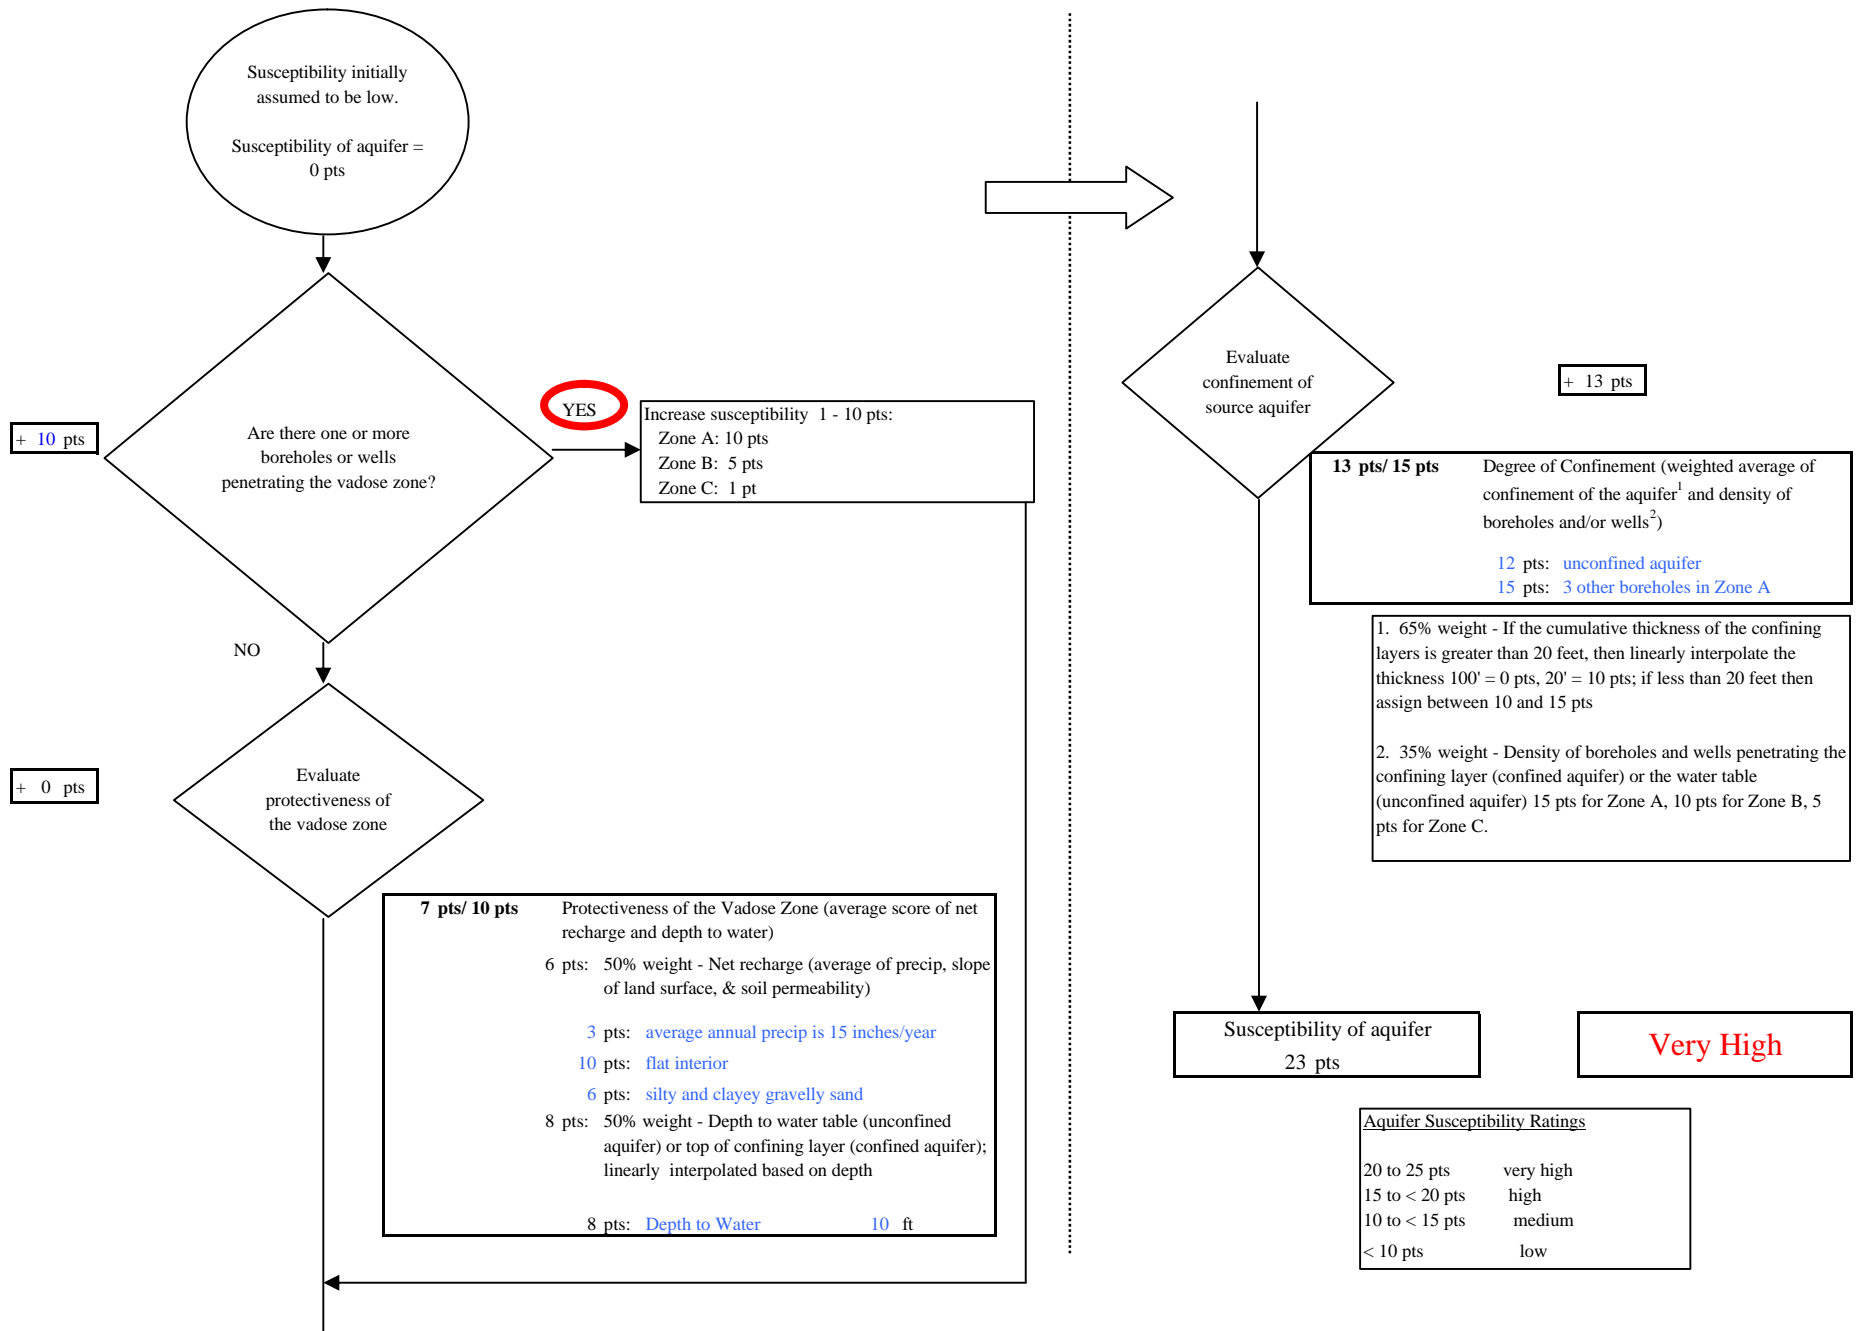 Susceptibility initially
assumed to be low.
Susceptibility of aquifer =
0 pts
+ 10 pts
Are there one or more
boreholes or wells
penetrating the vadose zone?
YES
Increase susceptibility 1 - 10 pts:
Zone A: 10 pts
Zone B: 5 pts
Zone C: 1 pt
NO
+ 0 pts
Evaluate
protectiveness of
the vadose zone
7 pts/ 10 pts Protectiveness of the Vadose Zone (average score of net
recharge and depth to water)
6 pts: 50% weight - Net recharge (average of precip, slope
of land surface, & soil permeability)
3 pts: average annual precip is 15 inches/year
10 pts: flat interior
6 pts: silty and clayey gravelly sand
8 pts: 50% weight - Depth to water table (unconfined
aquifer) or top of confining layer (confined aquifer);
linearly interpolated based on depth
8 pts: Depth to Water 10 ft
Evaluate
confinement of
source aquifer
+ 13 pts
13 pts/ 15 pts Degree of Confinement (weighted average of
confinement of the aquifer1 and density of
boreholes and/or wells2)
12 pts: unconfined aquifer
15 pts: 3 other boreholes in Zone A
1. 65% weight - If the cumulative thickness of the confining
layers is greater than 20 feet, then linearly interpolate the
thickness 100' = 0 pts, 20' = 10 pts; if less than 20 feet then
assign between 10 and 15 pts
2. 35% weight - Density of boreholes and wells penetrating the
confining layer (confined aquifer) or the water table
(unconfined aquifer) 15 pts for Zone A, 10 pts for Zone B, 5
pts for Zone C.
Susceptibility of aquifer
23 pts
Very High
Aquifer Susceptibility Ratings
20 to 25 pts very high
15 to < 20 pts high
10 to < 15 pts medium
< 10 pts low